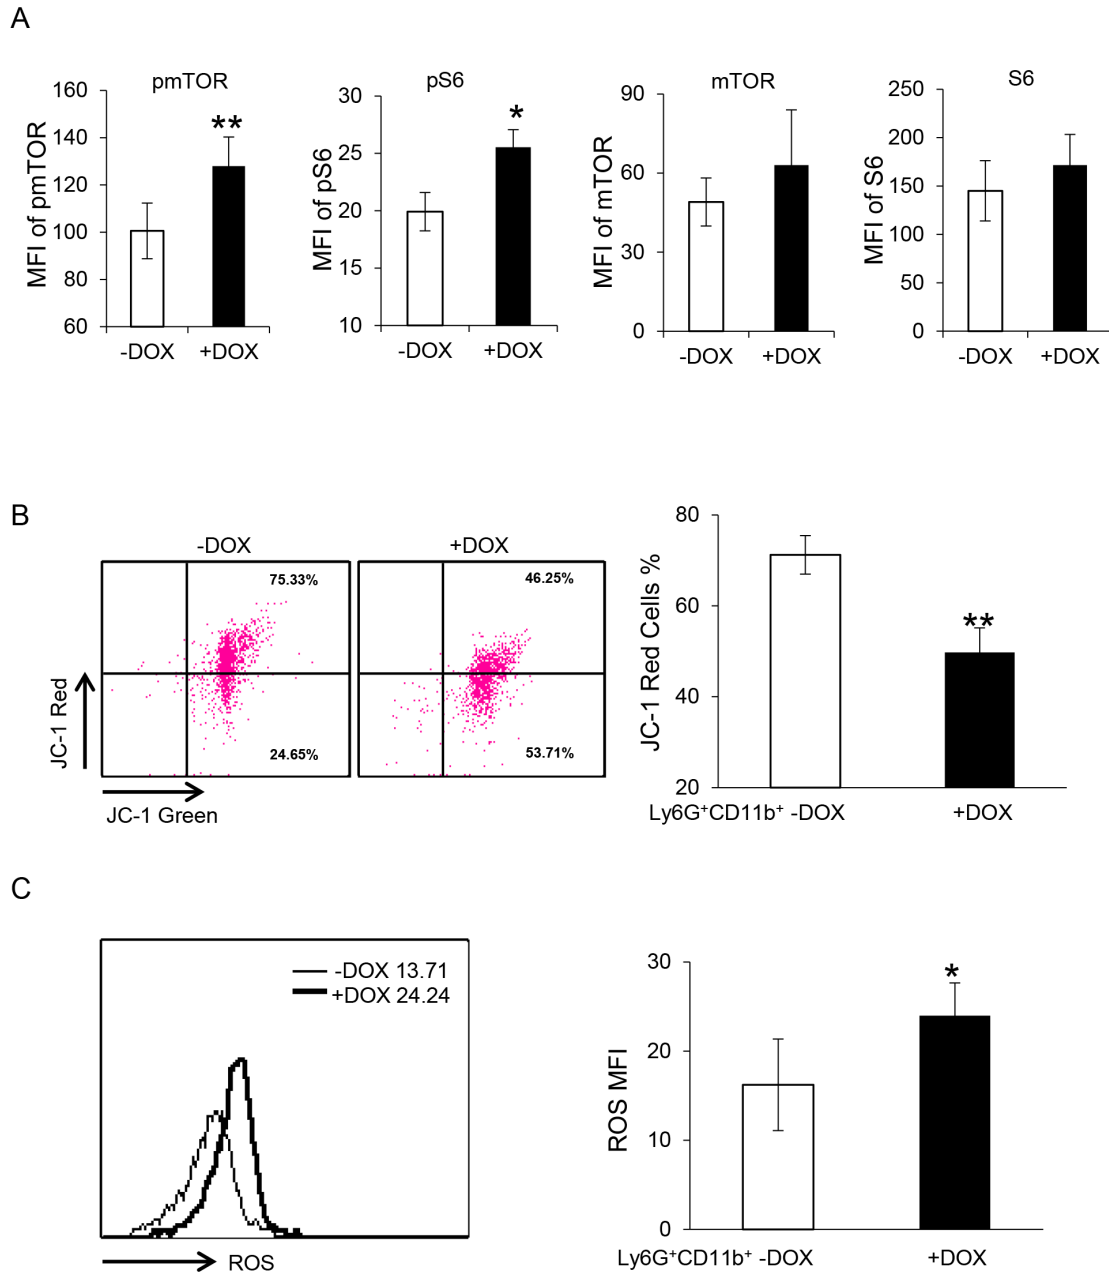 A
pmTOR
MFI of pmTOR
160
140
120
100
80
60
**
-DOX +DOX
pS6
MFI of pS6
30
25
20
15
10
*
-DOX +DOX
mTOR
MFI of mTOR
90
60
30
0
-DOX +DOX
S6
MFI of S6
250
200
150
100
50
0
-DOX +DOX
B
-DOX
75.33%
24.65%
+DOX
46.25%
53.71%
JC-1 Red
JC-1 Green
JC-1 Red Cells %
80
60
40
20
**
Ly6G⁺CD11b⁺ -DOX +DOX
C
-DOX 13.71
+DOX 24.24
ROS
ROS MFI
30
20
10
0
*
Ly6G⁺CD11b⁺ -DOX +DOX